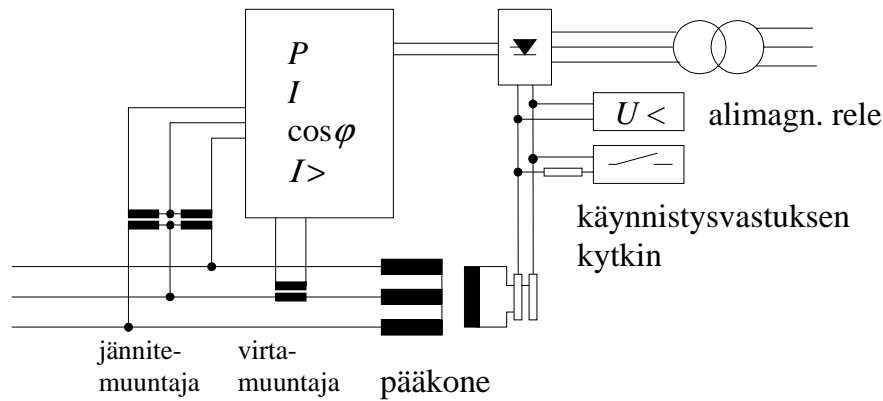 P
I
cosφ
I>
U <
alimagn. rele
käynnistysvastuksen
kytkin
jännite-
muuntaja
virta-
muuntaja
pääkone